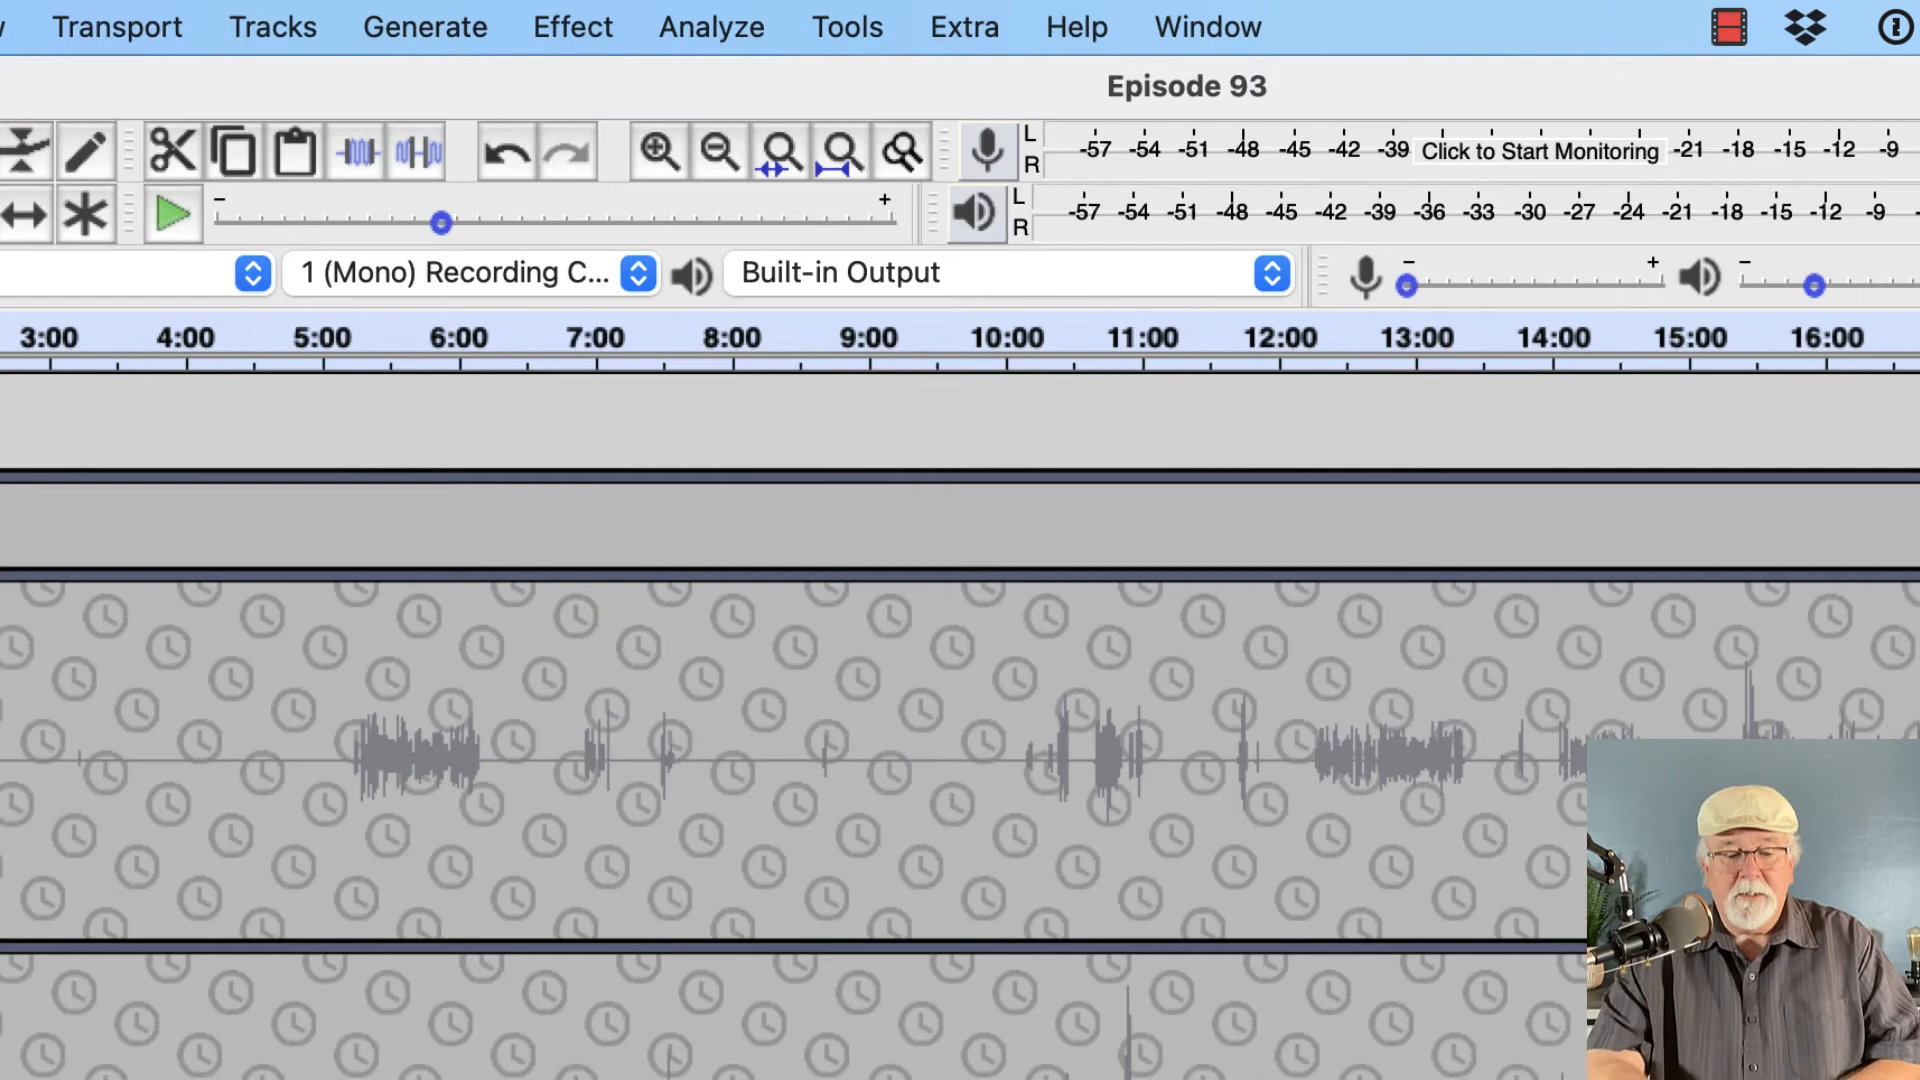 Transport Tracks Generate Effect Analyze Tools Extra Help Window
Episode 93
L
R
-57 -54 -51 -48 -45 -42 -39 Click to Start Monitoring -21 -18 -15 -12 -9
- +
L
R
-57 -54 -51 -48 -45 -42 -39 -36 -33 -30 -27 -24 -21 -18 -15 -12 -9
1 (Mono) Recording C... Built-in Output - + -
3:00 4:00 5:00 6:00 7:00 8:00 9:00 10:00 11:00 12:00 13:00 14:00 15:00 16:00